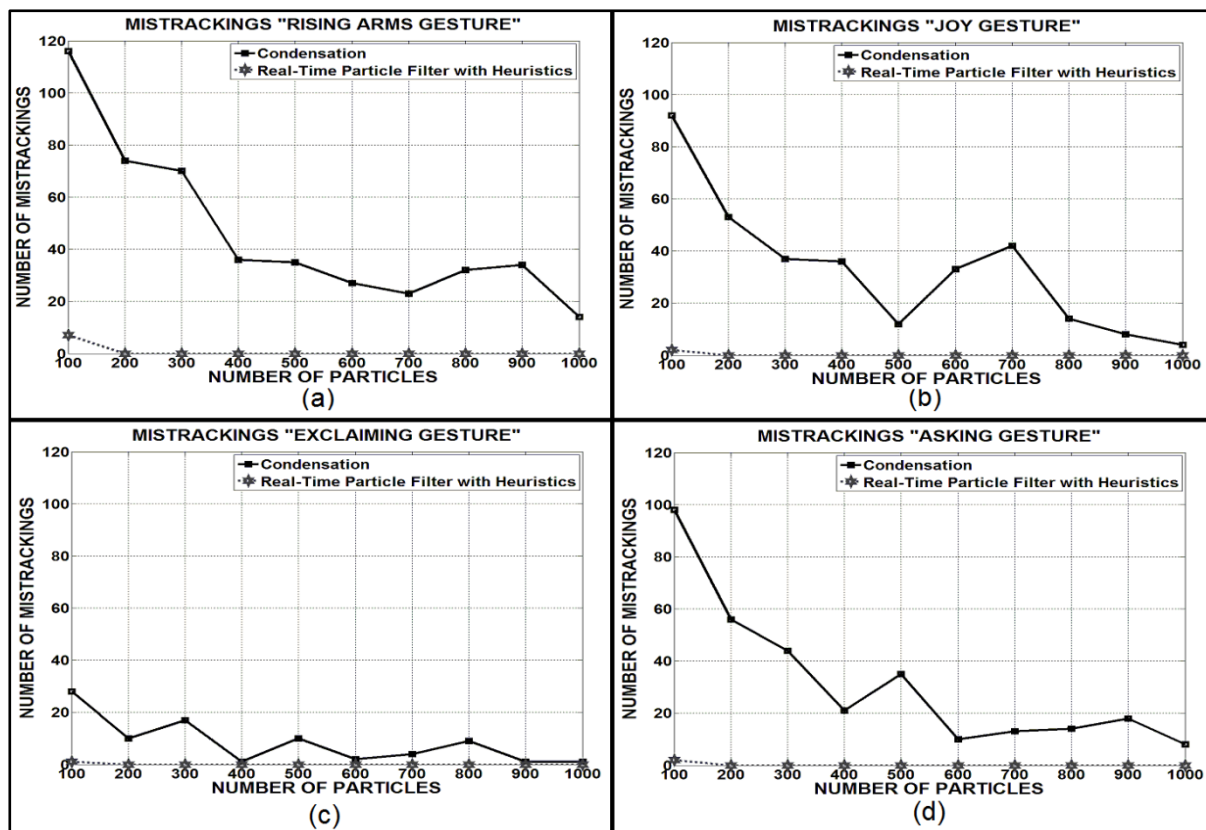 MISTRACKINGS "RISING ARMS GESTURE"
Condensation
Real-Time Particle Filter with Heuristics
NUMBER OF MISTRACKINGS
120
100
80
60
40
20
0
100 200 300 400 500 600 700 800 900 1000
NUMBER OF PARTICLES
(a)
MISTRACKINGS "JOY GESTURE"
Condensation
Real-Time Particle Filter with Heuristics
NUMBER OF MISTRACKINGS
120
100
80
60
40
20
0
100 200 300 400 500 600 700 800 900 1000
NUMBER OF PARTICLES
(b)
MISTRACKINGS "EXCLAIMING GESTURE"
Condensation
Real-Time Particle Filter with Heuristics
NUMBER OF MISTRACKINGS
120
100
80
60
40
20
0
100 200 300 400 500 600 700 800 900 1000
NUMBER OF PARTICLES
(c)
MISTRACKINGS "ASKING GESTURE"
Condensation
Real-Time Particle Filter with Heuristics
NUMBER OF MISTRACKINGS
120
100
80
60
40
20
0
100 200 300 400 500 600 700 800 900 1000
NUMBER OF PARTICLES
(d)